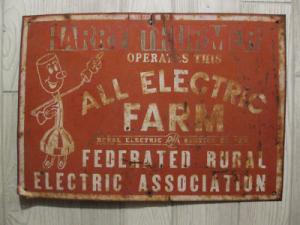 OPERATES THIS
ALL ELECTRIC
FARM
RURAL ELECTRIC
FEDERATED RURAL
ELECTRIC ASSOCIATION